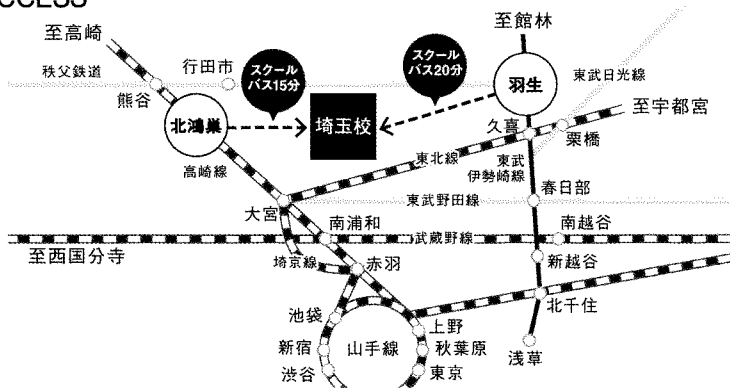 CCESS
至館林
至高崎
スクール
バス15分
スクール
バス20分
秩父鉄道
行田市
羽生
東武日光線
熊谷
北鴻巣
埼玉校
至宇都宮
久喜
栗橋
高崎線
東北線
東武
伊勢崎線
春日部
大宮
東武野田線
南浦和
武蔵野線
南越谷
至西国分寺
埼京線
赤羽
新越谷
池袋
北千住
上野
新宿
山手線
秋葉原
浅草
渋谷
東京